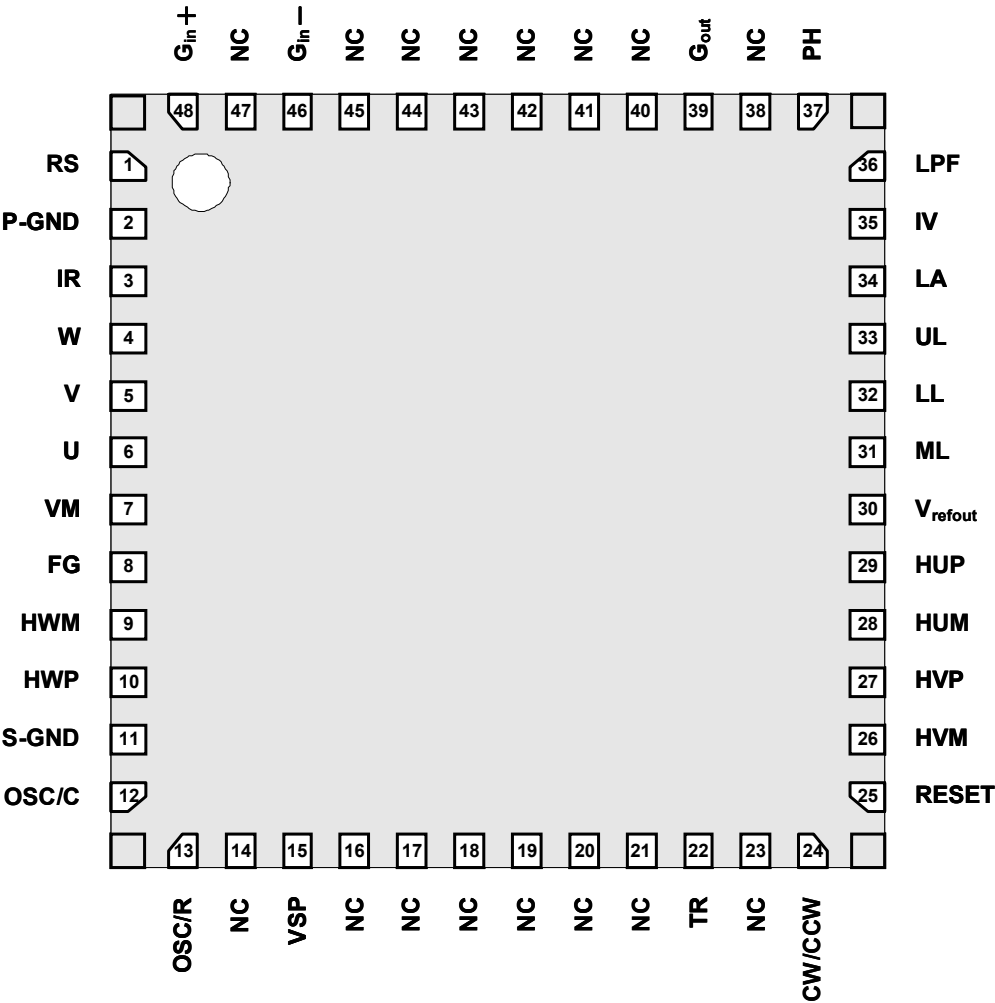 Gin+ NC Gin− NC NC NC NC NC NC Gout NC PH
48 47 46 45 44 43 42 41 40 39 38 37
RS 1 36 LPF
P-GND 2 35 IV
IR 3 34 LA
W 4 33 UL
V 5 32 LL
U 6 31 ML
VM 7 30 Vrefout
FG 8 29 HUP
HWM 9 28 HUM
HWP 10 27 HVP
S-GND 11 26 HVM
OSC/C 12 25 RESET
13 14 15 16 17 18 19 20 21 22 23 24
OSC/R NC VSP NC NC NC NC NC NC TR NC CW/CCW